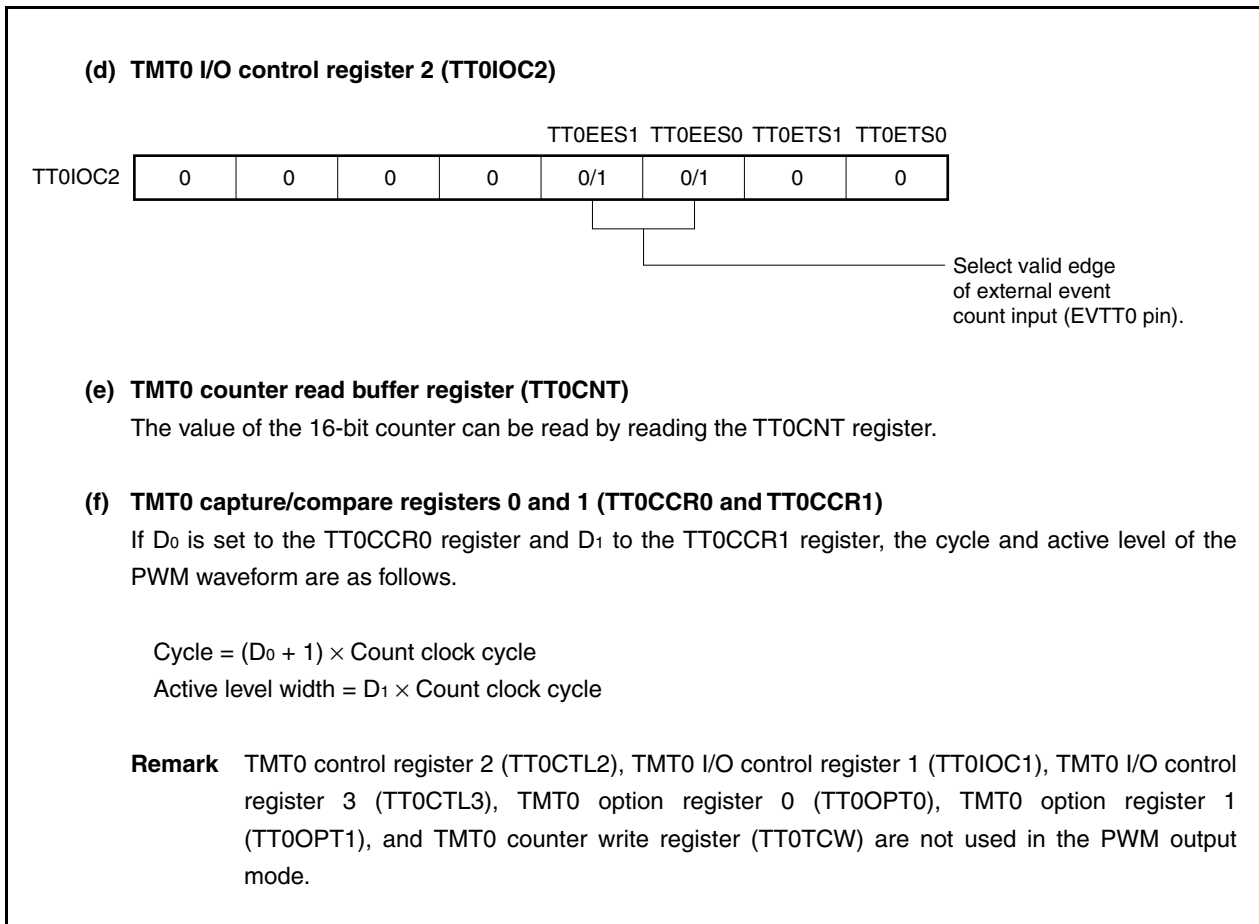 (d) TMT0 I/O control register 2 (TT0IOC2)
TT0EES1 TT0EES0 TT0ETS1 TT0ETS0
TT0IOC2 0 0 0 0 0/1 0/1 0 0
Select valid edge
of external event
count input (EVTT0 pin).
(e) TMT0 counter read buffer register (TT0CNT)
The value of the 16-bit counter can be read by reading the TT0CNT register.
(f) TMT0 capture/compare registers 0 and 1 (TT0CCR0 and TT0CCR1)
If D0 is set to the TT0CCR0 register and D1 to the TT0CCR1 register, the cycle and active level of the
PWM waveform are as follows.
Cycle = (D0 + 1) × Count clock cycle
Active level width = D1 × Count clock cycle
Remark TMT0 control register 2 (TT0CTL2), TMT0 I/O control register 1 (TT0IOC1), TMT0 I/O control
register 3 (TT0CTL3), TMT0 option register 0 (TT0OPT0), TMT0 option register 1
(TT0OPT1), and TMT0 counter write register (TT0TCW) are not used in the PWM output
mode.